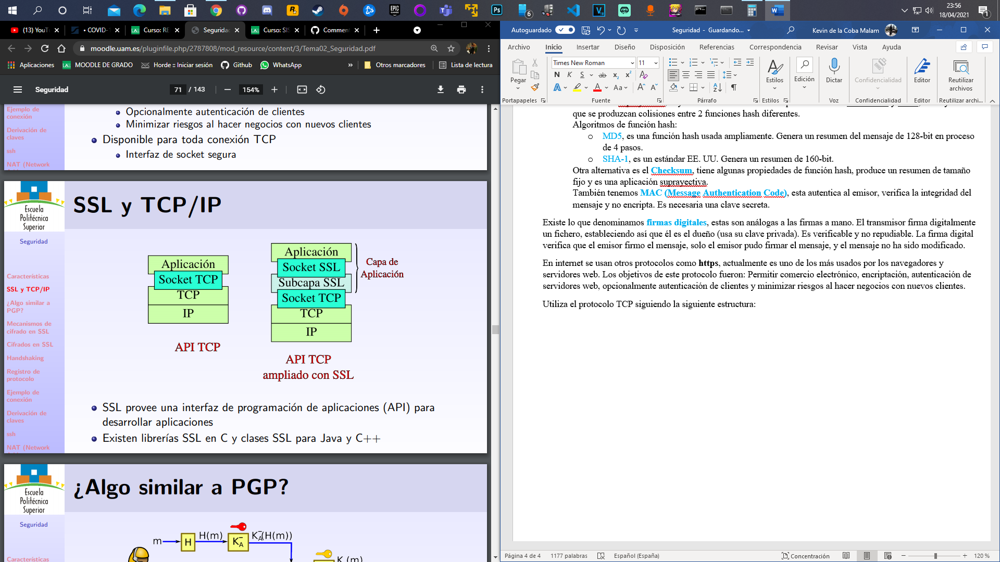 23:56
18/04/2021
6
1
(13) YouTu
• COVID-1
Curso: RE
Seguridad
Curso: SIS
Comment
moodle.uam.es/pluginfile.php/2787808/mod_resource/content/3/Tema02_Seguridad.pdf
Aplicaciones
MOODLE DE GRADO
Horde :: Iniciar sesión
Github
WhatsApp
»
Otros marcadores
Lista de lectura
Seguridad
71 / 143
154%
Ejemplo de
conexión
Derivación de
claves
ssh
NAT (Network
Opcionalmente autenticación de clientes
Minimizar riesgos al hacer negocios con nuevos clientes
Disponible para toda conexión TCP
Interfaz de socket segura
Escuela
Politécnica
Superior
SSL y TCP/IP
Seguridad
Características
SSL y TCP/IP
¿Algo similar a
PGP?
Mecanismos de
cifrado en SSL
Cifrados en SSL
Handshaking
Registro de
protocolo
Ejemplo de
conexión
Derivación de
claves
ssh
NAT (Network
Aplicación
Socket TCP
TCP
IP
API TCP
Aplicación
Socket SSL
Subcapa SSL
Socket TCP
TCP
IP
Capa de
Aplicación
API TCP
ampliado con SSL
SSL provee una interfaz de programación de aplicaciones (API) para
desarrollar aplicaciones
Existen librerías SSL en C y clases SSL para Java y C++
Escuela
Politécnica
Superior
¿Algo similar a PGP?
Seguridad
Características
m
H
H(m)
K⁻A
K⁻A(H(m))
Autoguardado
Seguridad - Guardando...
Kevin de la Coba Malam
Archivo
Inicio
Insertar
Diseño
Disposición
Referencias
Correspondencia
Revisar
Vista
Ayuda
Pegar
Times New Roman
11
N K S ab x₂ x²
Estilos
Edición
Dictar
Confidencialidad
Editor
Reutilizar
archivos
Portapapeles
Fuente
Párrafo
Estilos
Voz
Confidencialidad
Editor
Reutilizar archi...
que se produzcan colisiones entre 2 funciones hash diferentes.
Algoritmos de función hash:
o MD5, es una función hash usada ampliamente. Genera un resumen del mensaje de 128-bit en proceso
de 4 pasos.
o SHA-1, es un estándar EE. UU. Genera un resumen de 160-bit.
Otra alternativa es el Checksum, tiene algunas propiedades de función hash, produce un resumen de tamaño
fijo y es una aplicación suprayectiva.
También tenemos MAC (Message Authentication Code), esta autentica al emisor, verifica la integridad del
mensaje y no encripta. Es necesaria una clave secreta.
Existe lo que denominamos firmas digitales, estas son análogas a las firmas a mano. El transmisor firma digitalmente
un fichero, estableciendo así que él es el dueño (usa su clave privada). Es verificable y no repudiable. La firma digital
verifica que el emisor firmo el mensaje, solo el emisor pudo firmar el mensaje, y el mensaje no ha sido modificado.
En internet se usan otros protocolos como https, actualmente es uno de los más usados por los navegadores y
servidores web. Los objetivos de este protocolo fueron: Permitir comercio electrónico, encriptación, autenticación de
servidores web, opcionalmente autenticación de clientes y minimizar riesgos al hacer negocios con nuevos clientes.
Utiliza el protocolo TCP siguiendo la siguiente estructura:
Página 4 de 4
1177 palabras
Español (España)
Concentración
120 %